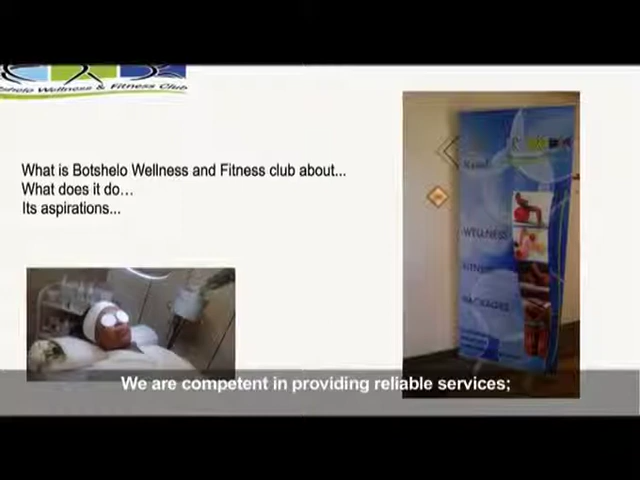 Wellness & Fitness Club
What is Botshelo Wellness and Fitness club about...
What does it do…
Its aspirations...
WELLNESS
PACKAGES
We are competent in providing reliable services;